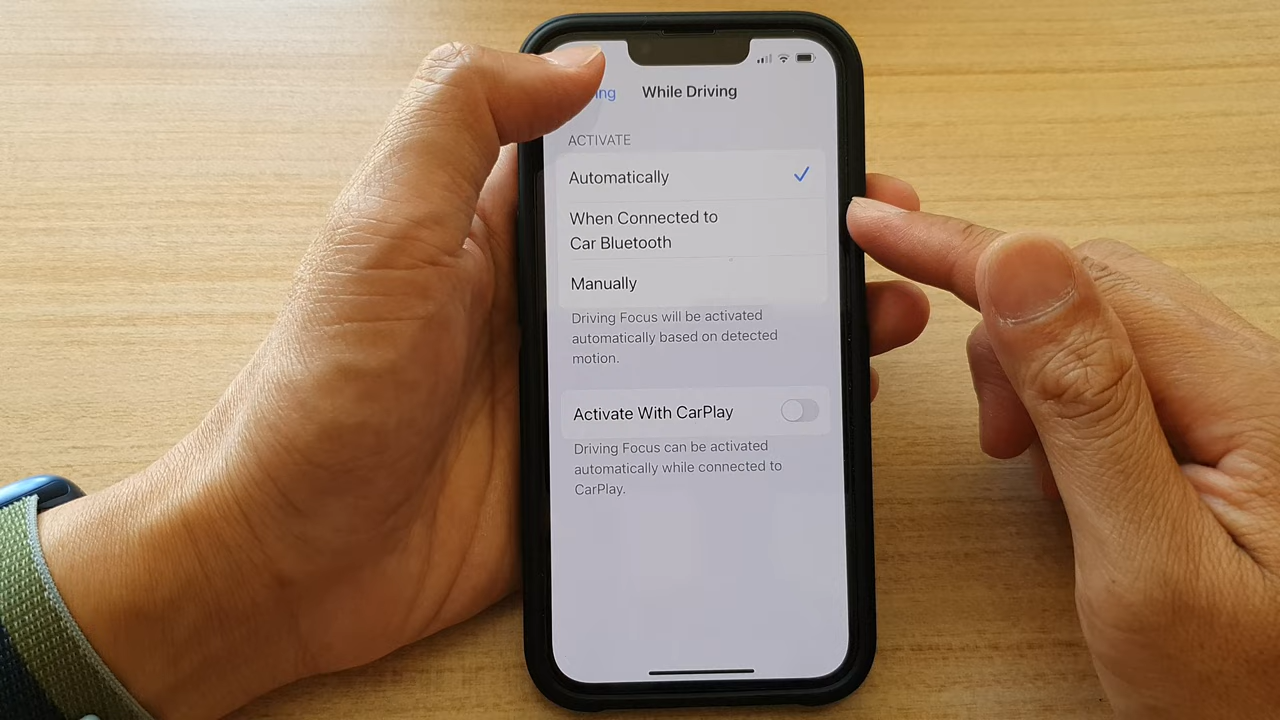 While Driving
ACTIVATE
Automatically
When Connected to
Car Bluetooth
Manually
Driving Focus will be activated
automatically based on detected
motion.
Activate With CarPlay
Driving Focus can be activated
automatically while connected to
CarPlay.